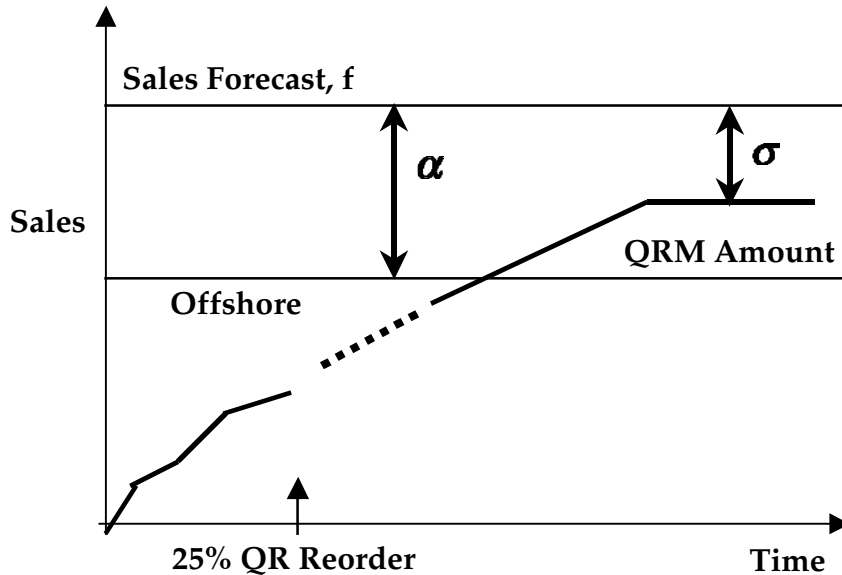 Sales Forecast, f
α
σ
Sales
QRM Amount
Offshore
25% QR Reorder
Time